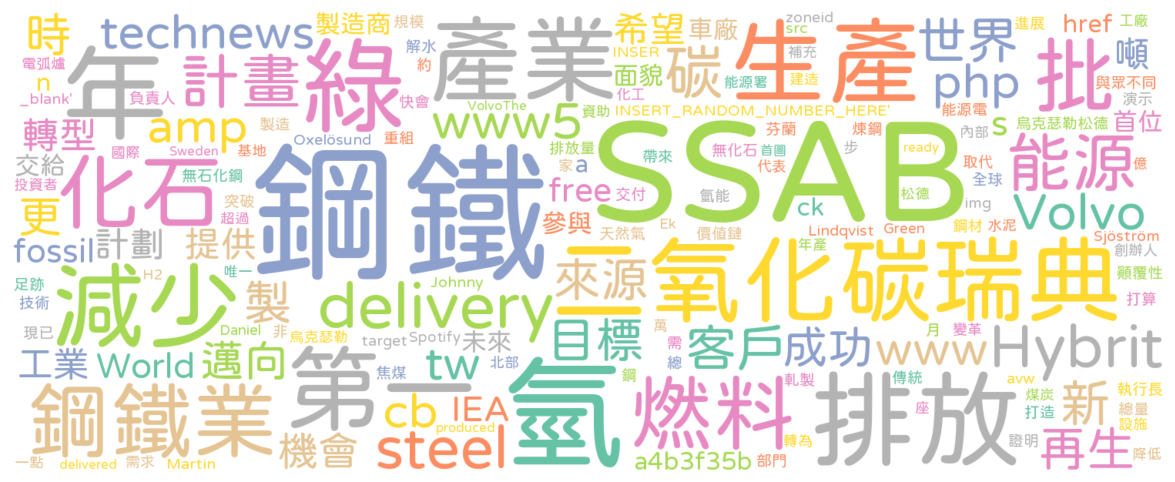 時 technews 製造商 規模 產業 希望 車廠 zoneid src 生產 世界 進展 href 工廠
電弧爐 年 計畫 綠 解水 約 INSER 面貌 碳 能源署 補充 建造 php 批 噸
n _blank' 負責人 快會 VolvoThe 資助 化工 INSERT_RANDOM_NUMBER_HERE' 能源電 與眾不同 演示
轉型 amp 製造 Oxelösund 重組 www5 排放量 芬蘭 煉鋼 內部 s 烏克瑟勒松德 首位
交給 國際 Sweden 基地 鋼鐵 家 a 帶來 無化石 首圖 代表 步 SSAB ready 取代 全球 能源 億
投資者 化石 無石化鋼 突破 free 交付 氫能 ck 松德 img Volvo
更 超過 參與 天然氣 Ek 價值鏈 Lindqvist Green 鋼材 水泥 Sjöström
fossil 計劃 提供 來源 年產 創辦人
足跡 減少 H2 唯一 製 delivery Johnny 二氧化碳 瑞典 顛覆性 打算
技術 現已 非 Daniel 烏克瑟勒 target Spotify 未來 目標 萬 需 總 客戶 月 變革
工業 World 邁向 第一 焦煤 tw 北部 氫 鋼 軋製 成功 傳統 www avw Hybrit
鋼鐵業 cb IEA produced 燃料 座 排放 煤炭 打造 新 執行長 總量 設施
機會 steel 轉為 證明 再生
一點 delivered 需求 Martin a4b3f35b 部門 降低